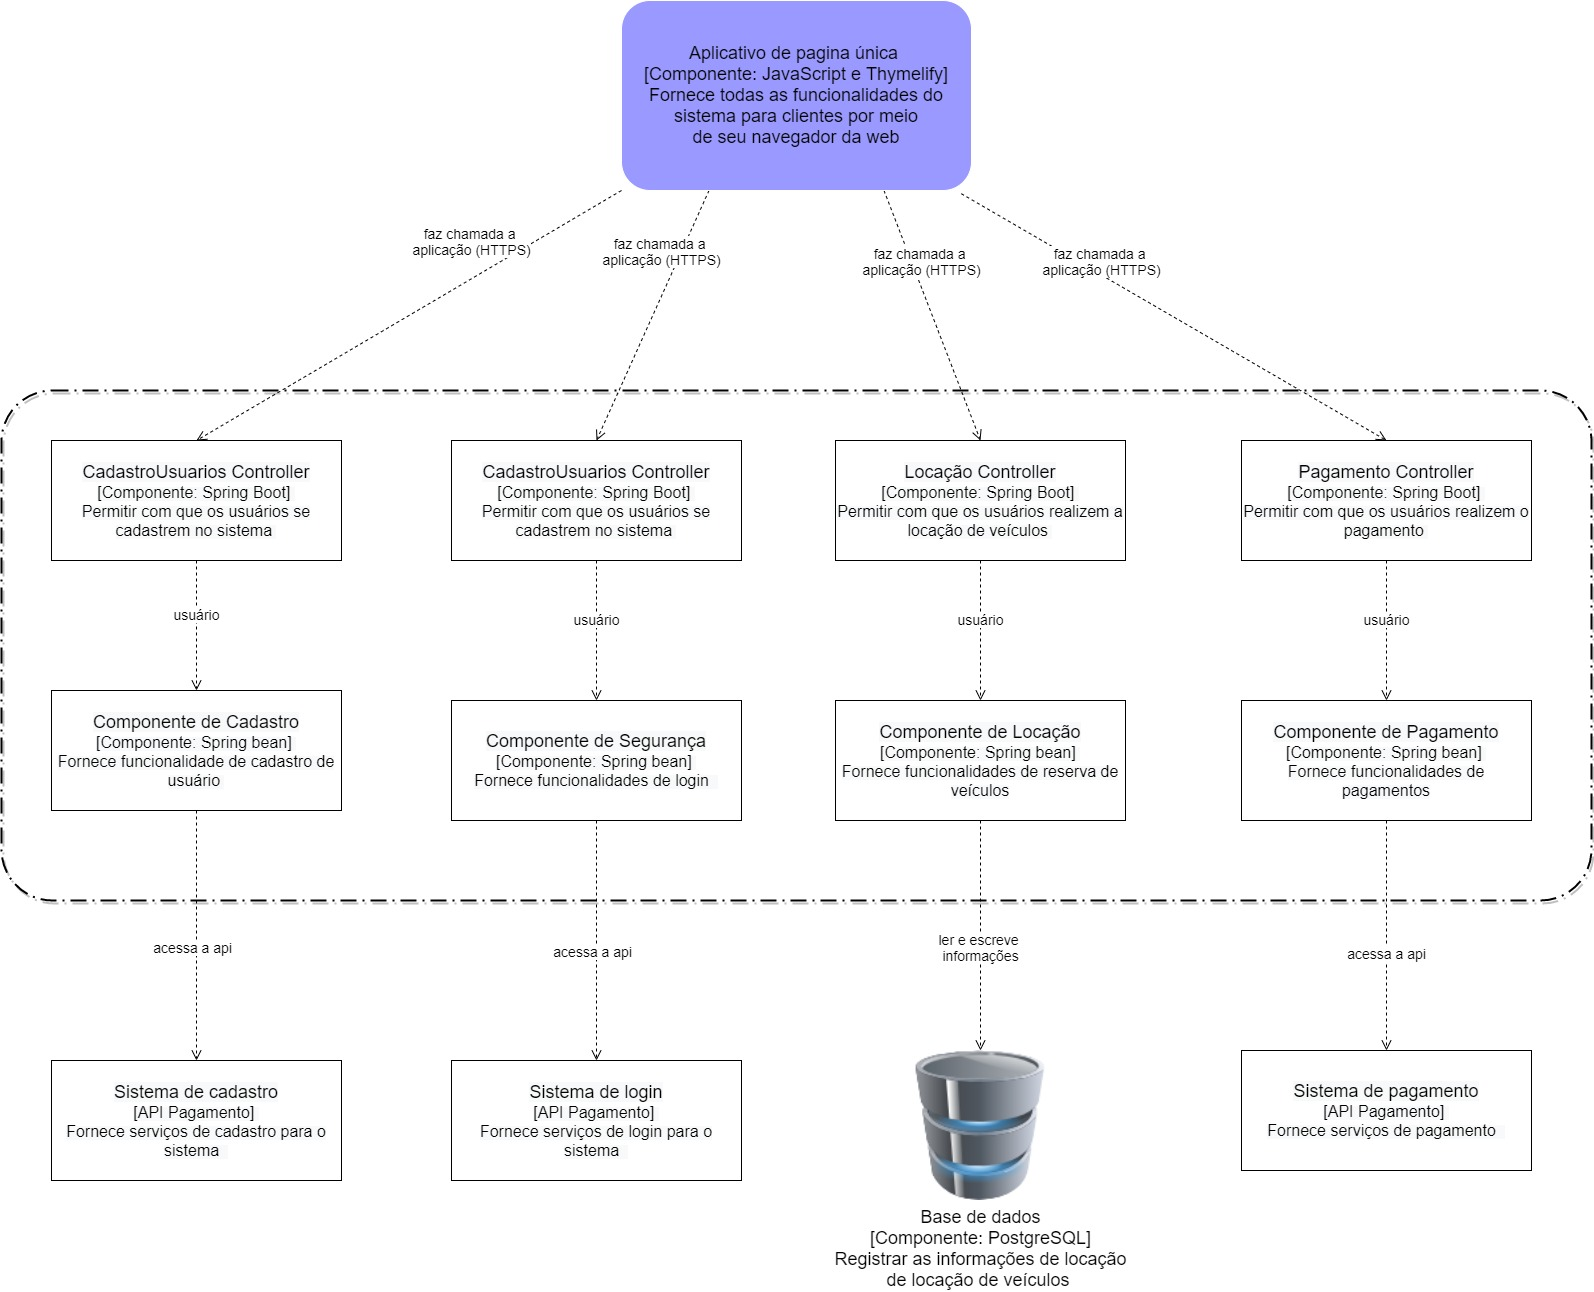 Aplicativo de pagina única
[Componente: JavaScript e Thymelify]
Fornece todas as funcionalidades do
sistema para clientes por meio
de seu navegador da web
faz chamada a
aplicação (HTTPS)
faz chamada a
aplicação (HTTPS)
faz chamada a
aplicação (HTTPS)
faz chamada a
aplicação (HTTPS)
CadastroUsuarios Controller
[Componente: Spring Boot]
Permitir com que os usuários se
cadastrem no sistema
CadastroUsuarios Controller
[Componente: Spring Boot]
Permitir com que os usuários se
cadastrem no sistema
Locação Controller
[Componente: Spring Boot]
Permitir com que os usuários realizem a
locação de veículos
Pagamento Controller
[Componente: Spring Boot]
Permitir com que os usuários realizem o
pagamento
usuário
usuário
usuário
usuário
Componente de Cadastro
[Componente: Spring bean]
Fornece funcionalidade de cadastro de
usuário
Componente de Segurança
[Componente: Spring bean]
Fornece funcionalidades de login
Componente de Locação
[Componente: Spring bean]
Fornece funcionalidades de reserva de
veículos
Componente de Pagamento
[Componente: Spring bean]
Fornece funcionalidades de
pagamentos
acessa a api
acessa a api
ler e escreve
informações
acessa a api
Sistema de cadastro
[API Pagamento]
Fornece serviços de cadastro para o
sistema
Sistema de login
[API Pagamento]
Fornece serviços de login para o
sistema
Base de dados
[Componente: PostgreSQL]
Registrar as informações de locação
de locação de veículos
Sistema de pagamento
[API Pagamento]
Fornece serviços de pagamento